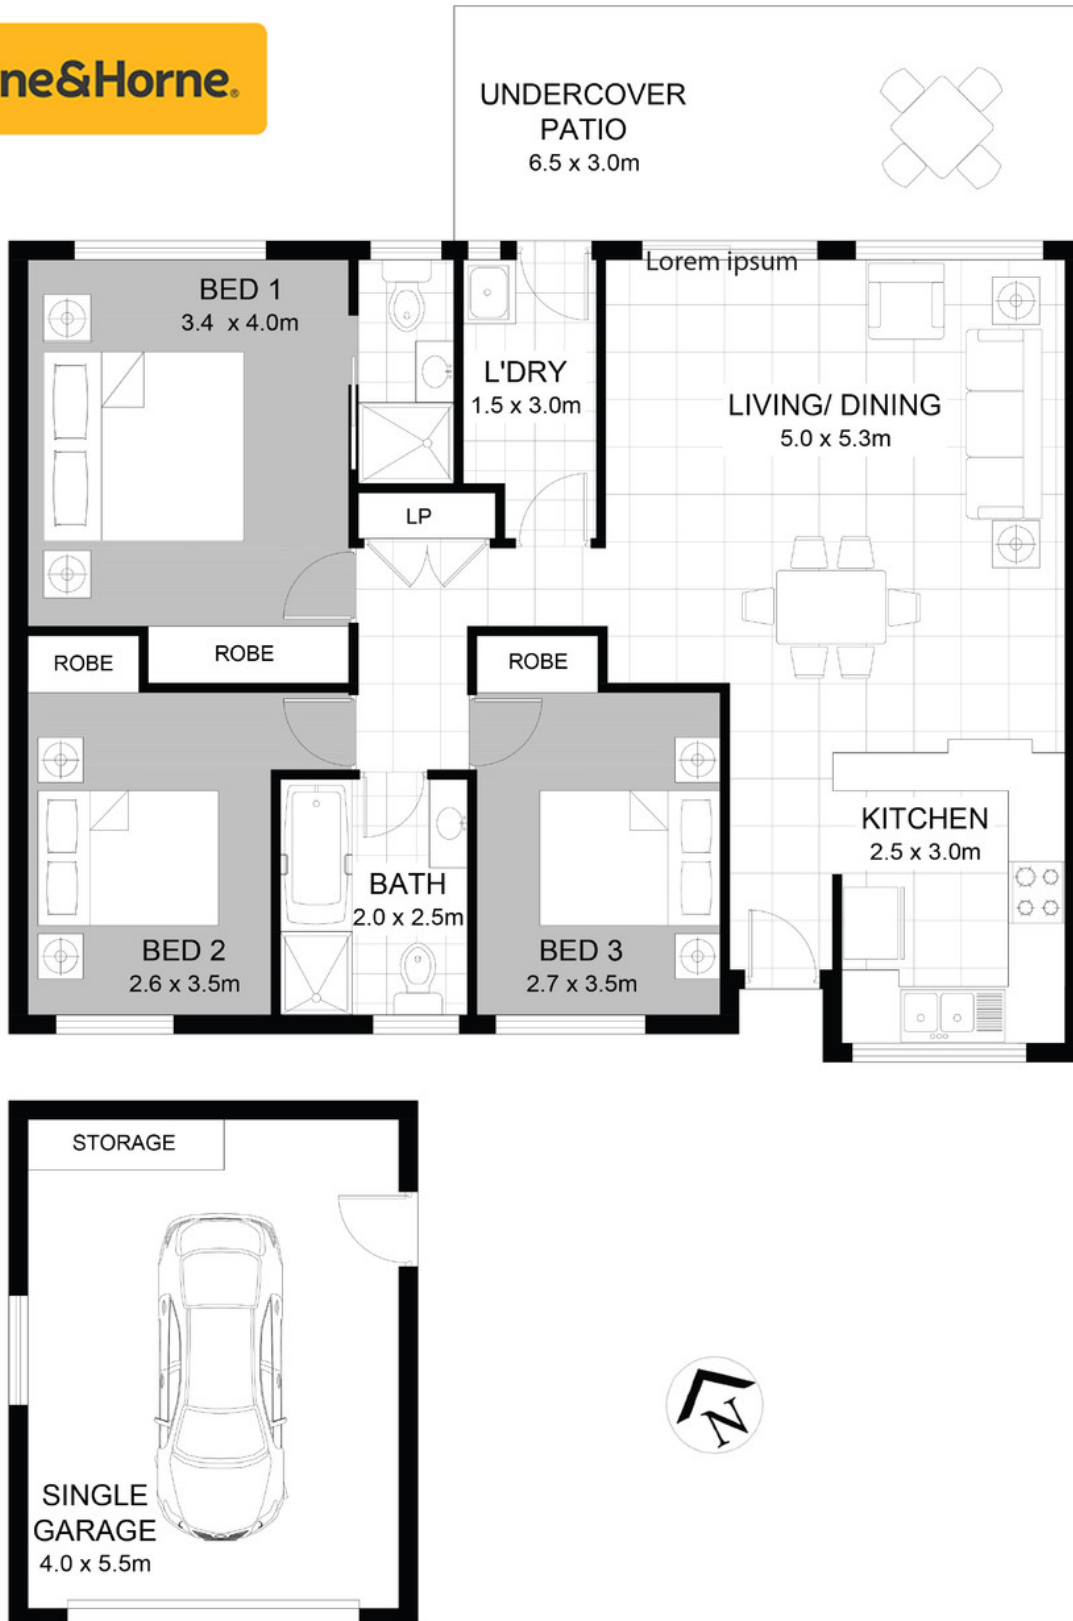 ne&Horne®
UNDERCOVER
PATIO
6.5 x 3.0m
Lorem ipsum
BED 1
3.4 x 4.0m
L'DRY
1.5 x 3.0m
LIVING/ DINING
5.0 x 5.3m
LP
ROBE
ROBE
ROBE
KITCHEN
2.5 x 3.0m
BATH
2.0 x 2.5m
BED 2
2.6 x 3.5m
BED 3
2.7 x 3.5m
STORAGE
N
SINGLE
GARAGE
4.0 x 5.5m